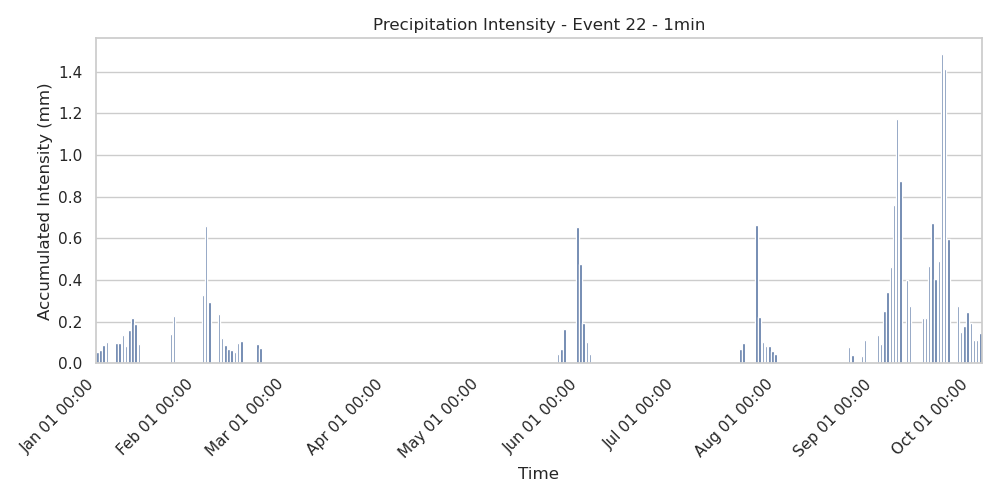 Precipitation Intensity - Event 22 - 1min
Accumulated Intensity (mm)
1.4
1.2
1.0
0.8
0.6
0.4
0.2
0.0
Jan 01 00:00
Feb 01 00:00
Mar 01 00:00
Apr 01 00:00
May 01 00:00
Jun 01 00:00
Jul 01 00:00
Aug 01 00:00
Sep 01 00:00
Oct 01 00:00
Time